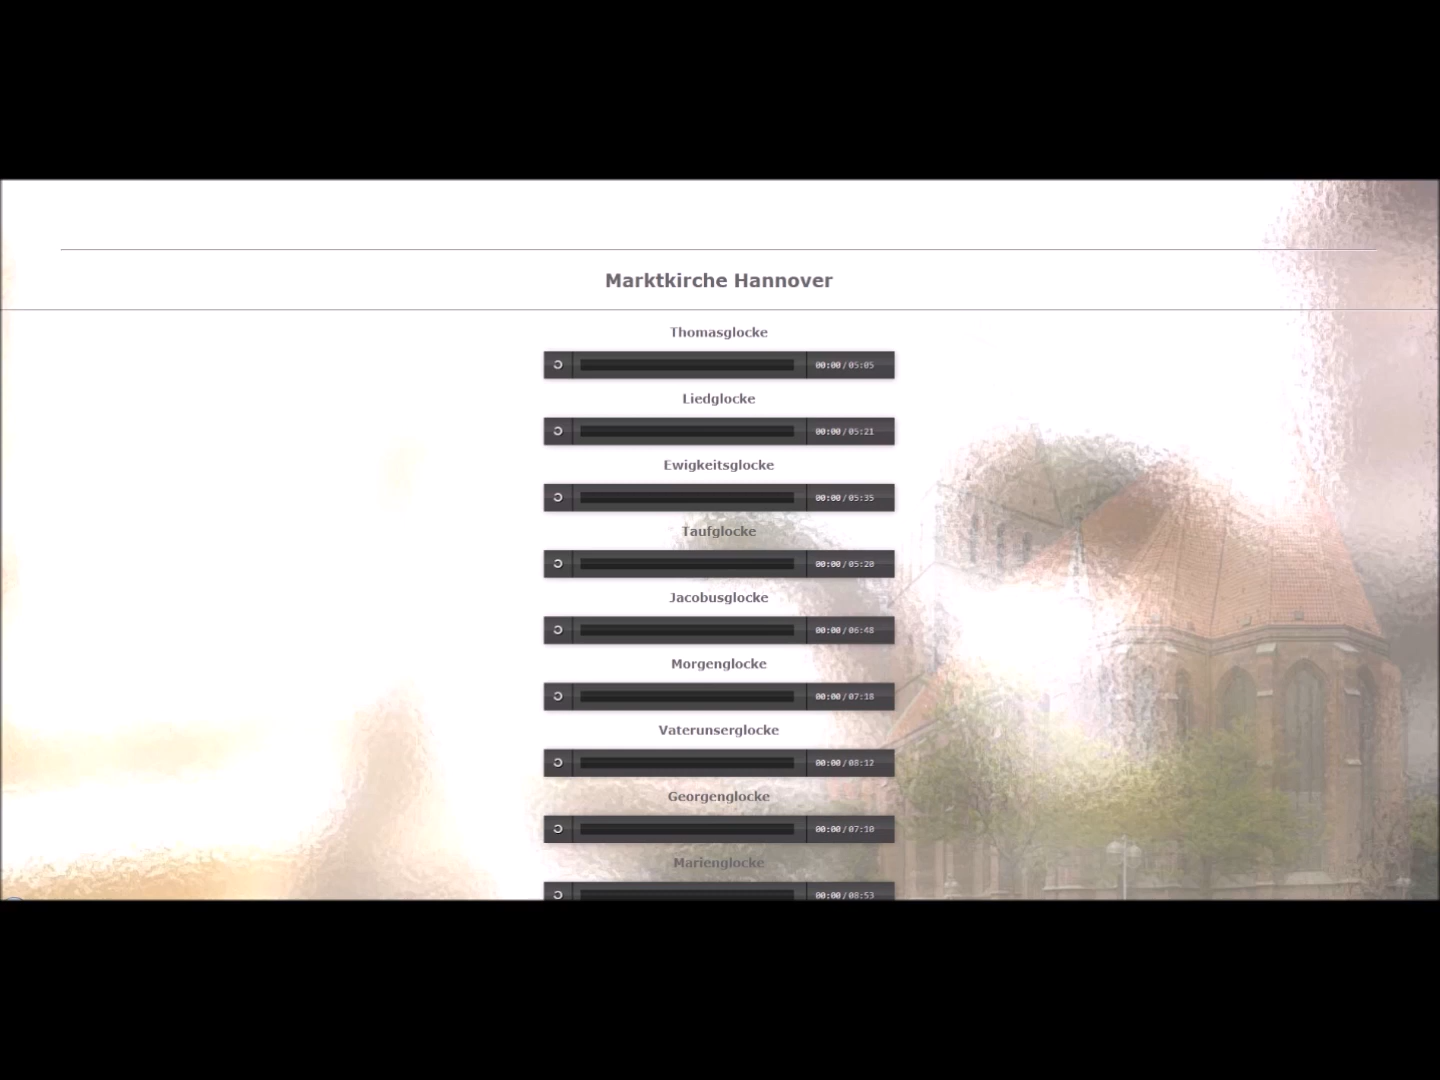 Marktkirche Hannover
Thomasglocke
00:00/05:05
Liedglocke
00:00/05:21
Ewigkeitsglocke
00:00/05:35
Taufglocke
00:00/05:20
Jacobusglocke
00:00/06:48
Morgenglocke
00:00/07:18
Vaterunserglocke
00:00/08:12
Georgenglocke
00:00/07:10
Marienglocke
00:00/08:53